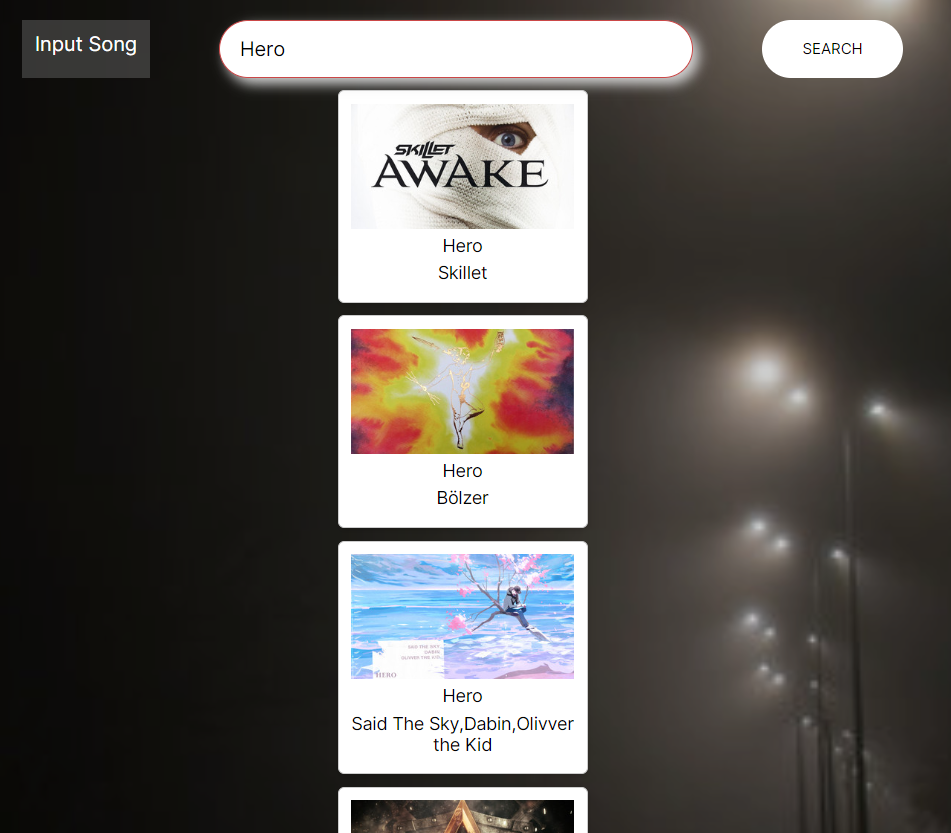 Input Song
Hero
SEARCH
SKILLET
AWAKE
Hero
Skillet
Hero
Bölzer
SAID THE SKY,
DABIN,
OLIVVER THE KID
HERO
Hero
Said The Sky,Dabin,Olivver
the Kid